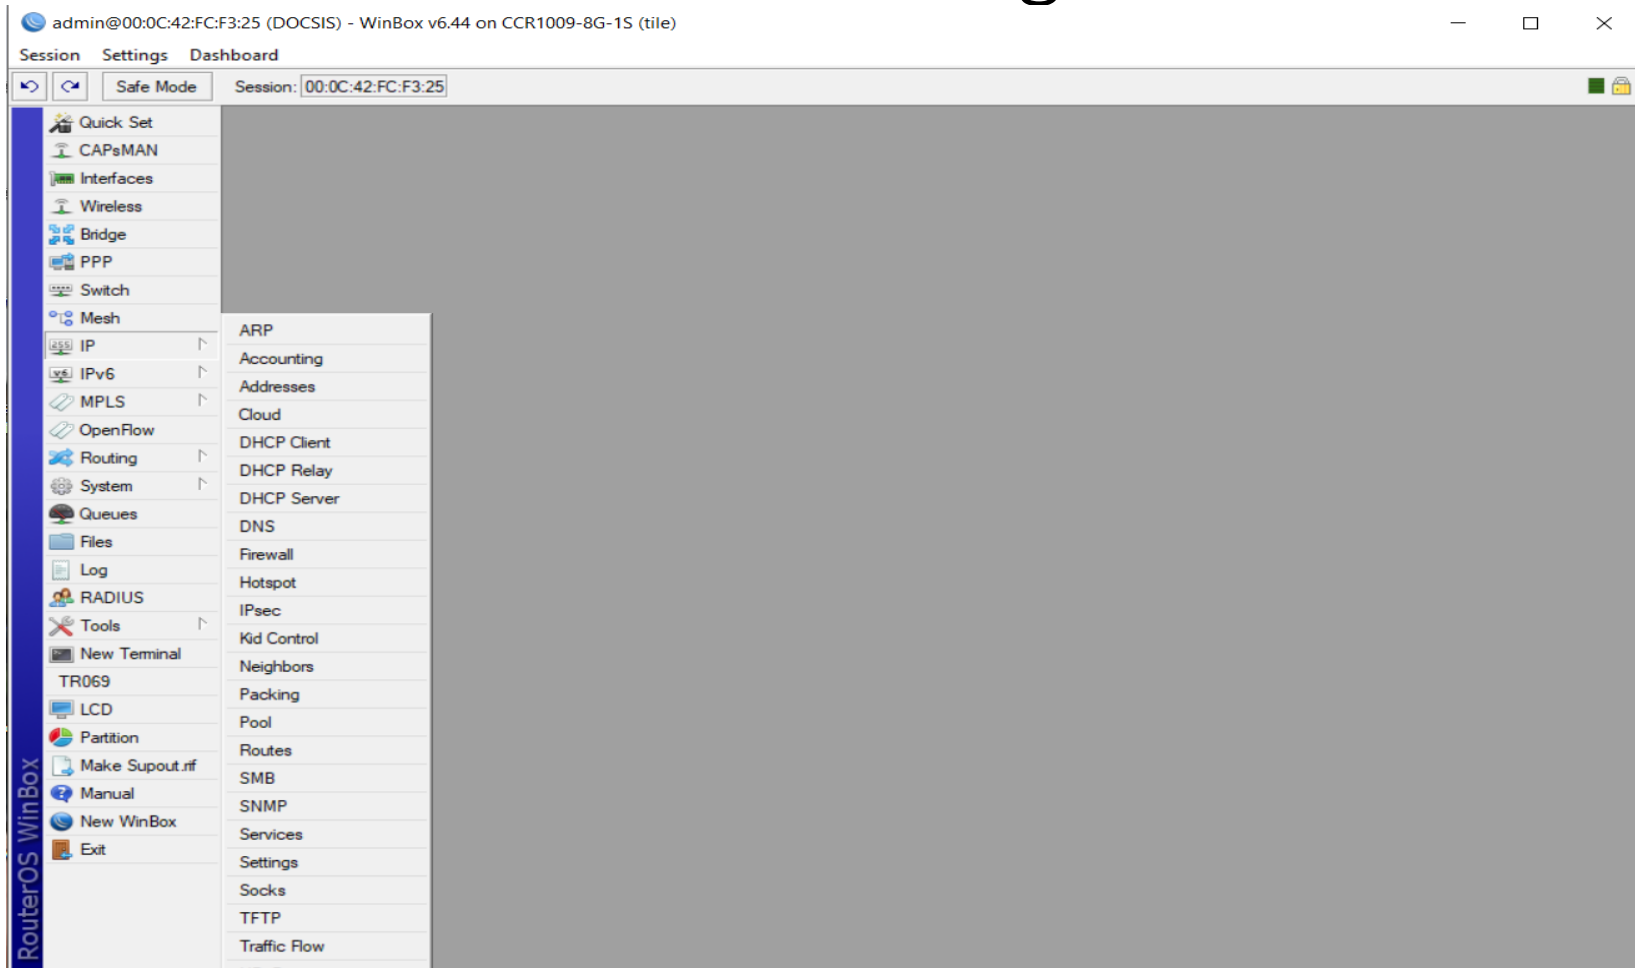 admin@00:0C:42:FC:F3:25 (DOCSIS) - WinBox v6.44 on CCR1009-8G-1S (tile)
Session Settings Dashboard
Safe Mode Session: 00:0C:42:FC:F3:25
Quick Set
CAPsMAN
Interfaces
Wireless
Bridge
PPP
Switch
Mesh
IP
IPv6
MPLS
OpenFlow
Routing
System
Queues
Files
Log
RADIUS
Tools
New Terminal
TR069
LCD
Partition
Make Supout.rif
Manual
New WinBox
Exit
ARP
Accounting
Addresses
Cloud
DHCP Client
DHCP Relay
DHCP Server
DNS
Firewall
Hotspot
IPsec
Kid Control
Neighbors
Packing
Pool
Routes
SMB
SNMP
Services
Settings
Socks
TFTP
Traffic Flow
RouterOS WinBox